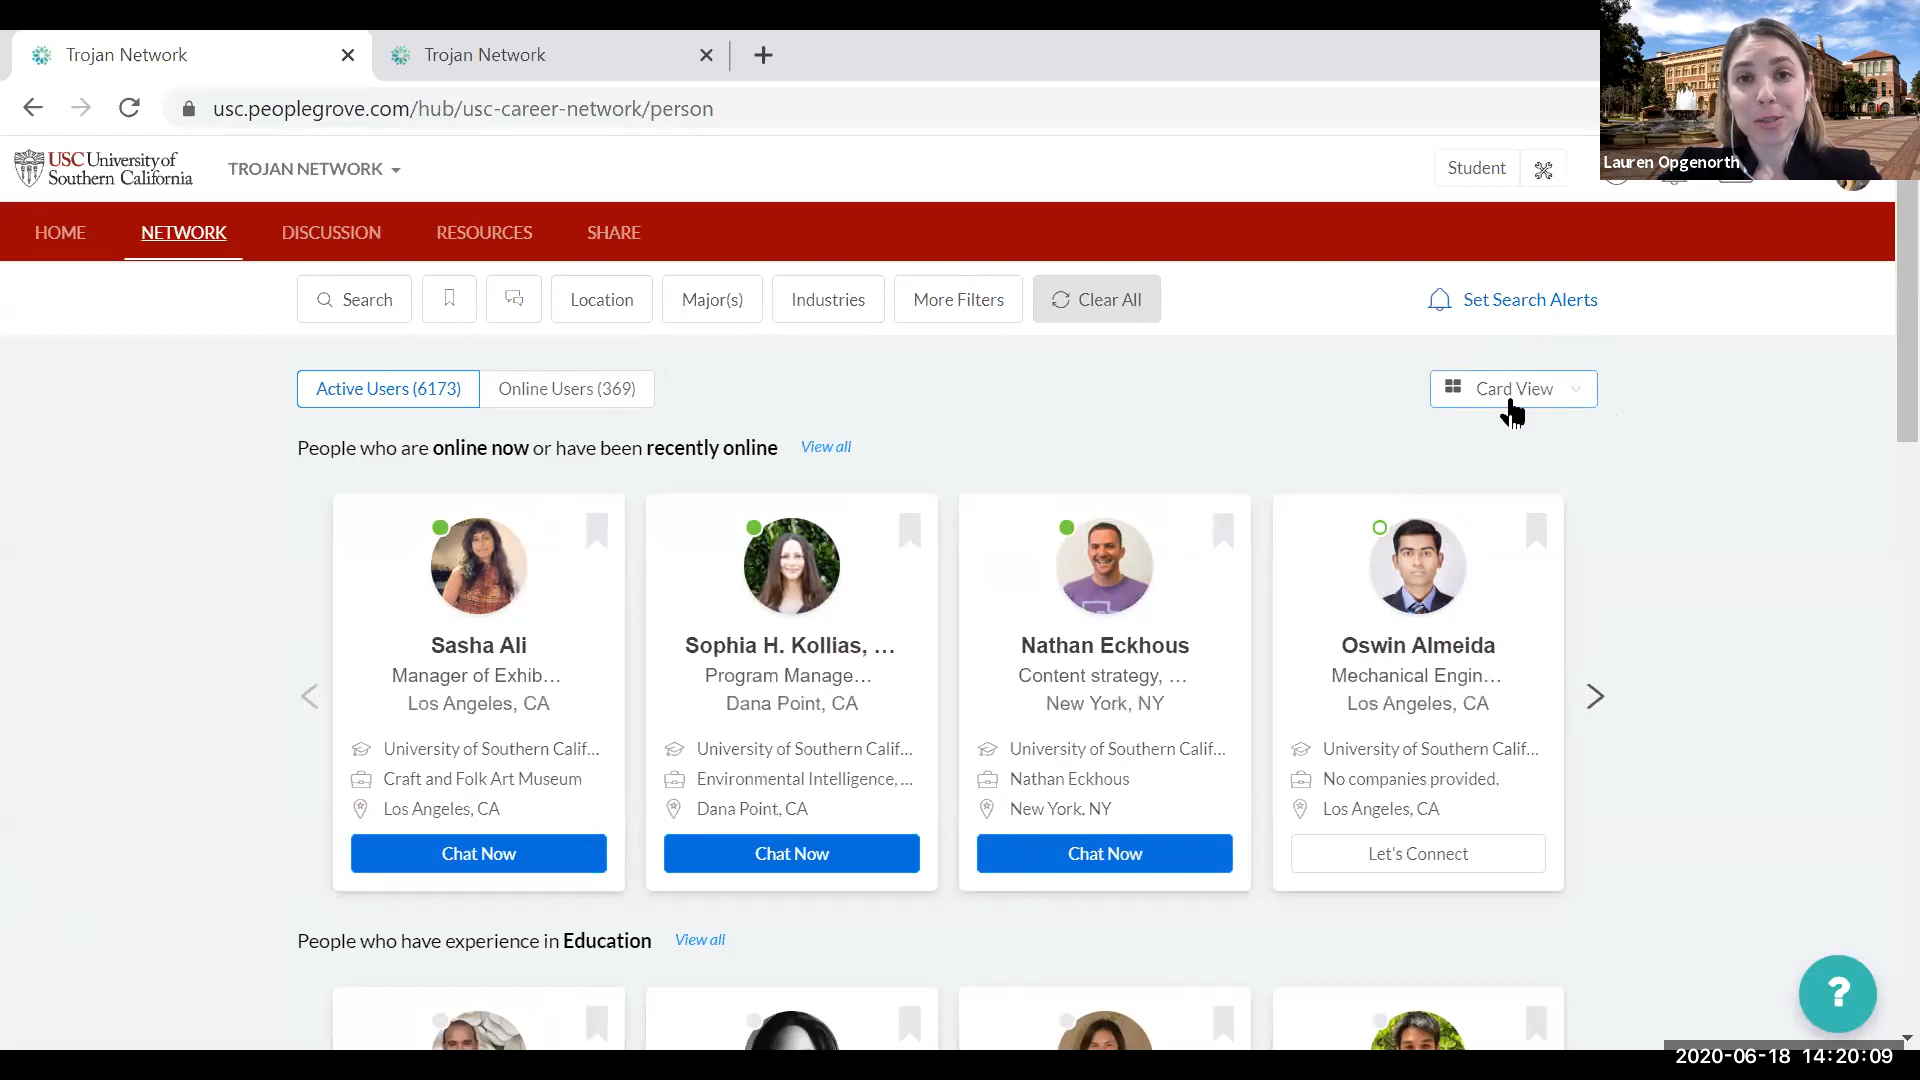 Trojan Network
Trojan Network
usc.peoplegrove.com/hub/usc-career-network/person
Lauren Opgenorth
USC University of
Southern California
TROJAN NETWORK
Student
HOME
NETWORK
DISCUSSION
RESOURCES
SHARE
Search
Location
Major(s)
Industries
More Filters
Clear All
Set Search Alerts
Active Users (6173)
Online Users (369)
Card View
People who are online now or have been recently online View all
Sasha Ali
Manager of Exhib...
Los Angeles, CA
University of Southern Calif...
Craft and Folk Art Museum
Los Angeles, CA
Chat Now
Sophia H. Kollias, ...
Program Manage...
Dana Point, CA
University of Southern Calif...
Environmental Intelligence, ...
Dana Point, CA
Chat Now
Nathan Eckhous
Content strategy, ...
New York, NY
University of Southern Calif...
Nathan Eckhous
New York, NY
Chat Now
Oswin Almeida
Mechanical Engin...
Los Angeles, CA
University of Southern Calif...
No companies provided.
Los Angeles, CA
Let's Connect
People who have experience in Education View all
?
2020-06-18 14:20:09